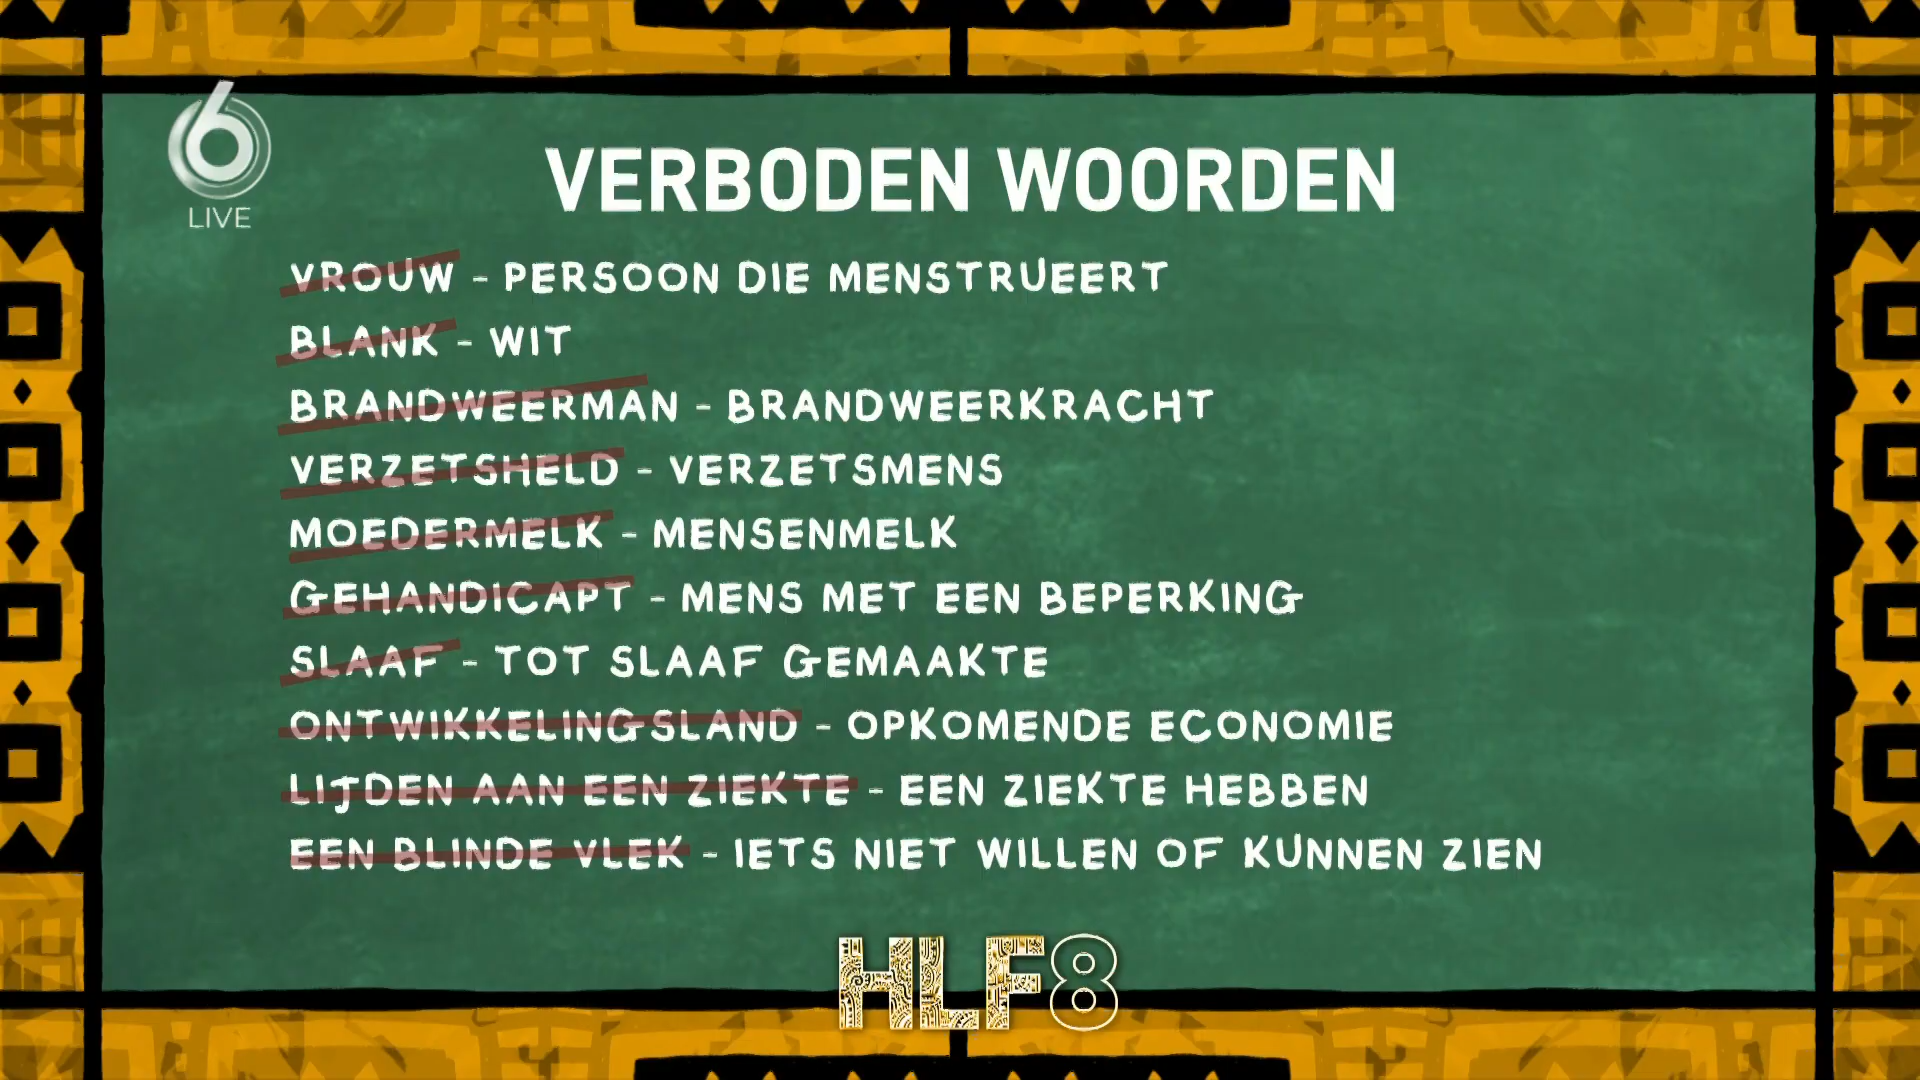 6
LIVE
VERBODEN WOORDEN
VROUW - PERSOON DIE MENSTRUEERT
BLANK - WIT
BRANDWEERMAN - BRANDWEERKRACHT
VERZETSHELD - VERZETSMENS
MOEDERMELK - MENSENMELK
GEHANDICAPT - MENS MET EEN BEPERKING
SLAAF - TOT SLAAF GEMAAKTE
ONTWIKKELINGSLAND - OPKOMENDE ECONOMIE
LIJDEN AAN EEN ZIEKTE - EEN ZIEKTE HEBBEN
EEN BLINDE VLEK - IETS NIET WILLEN OF KUNNEN ZIEN
HLF8